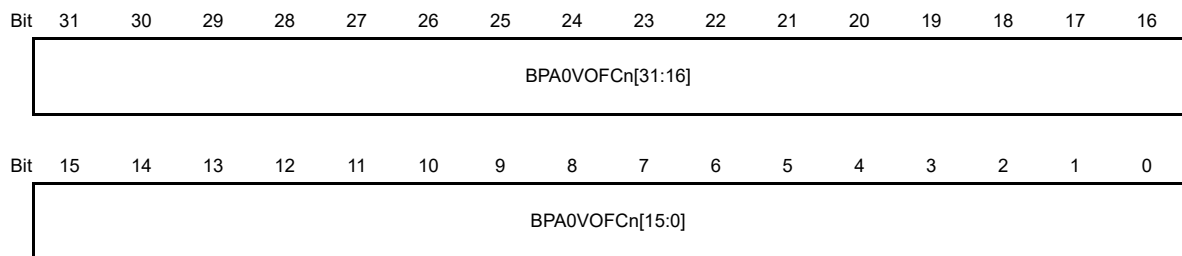 Bit 31 30 29 28 27 26 25 24 23 22 21 20 19 18 17 16
BPA0VOFCn[31:16]
Bit 15 14 13 12 11 10 9 8 7 6 5 4 3 2 1 0
BPA0VOFCn[15:0]